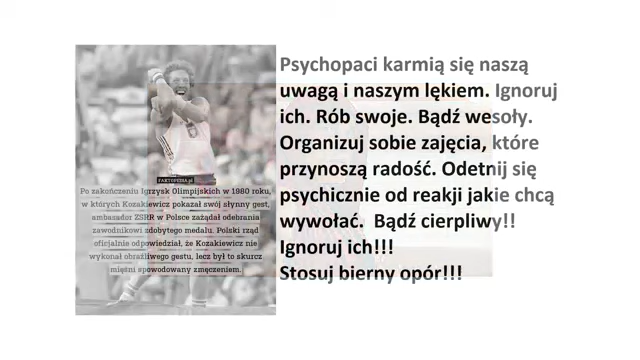 FAKTOPEDIA.pl
Po zakończeniu Igrzysk Olimpijskich w 1980 roku,
w których Kozakiewicz pokazał swój słynny gest,
ambasador ZSRR w Polsce zażądał odebrania
zawodnikowi zdobytego medalu. Polski rząd
oficjalnie odpowiedział, że Kozakiewicz nie
wykonał obraźliwego gestu, lecz był to skurcz
mięśni spowodowany zmęczeniem.
Psychopaci karmią się naszą
uwagą i naszym lękiem. Ignoruj
ich. Rób swoje. Bądź wesoły.
Organizuj sobie zajęcia, które
przynoszą radość. Odetnij się
psychicznie od reakji jakie chcą
wywołać. Bądź cierpliwy!!
Ignoruj ich!!!
Stosuj bierny opór!!!